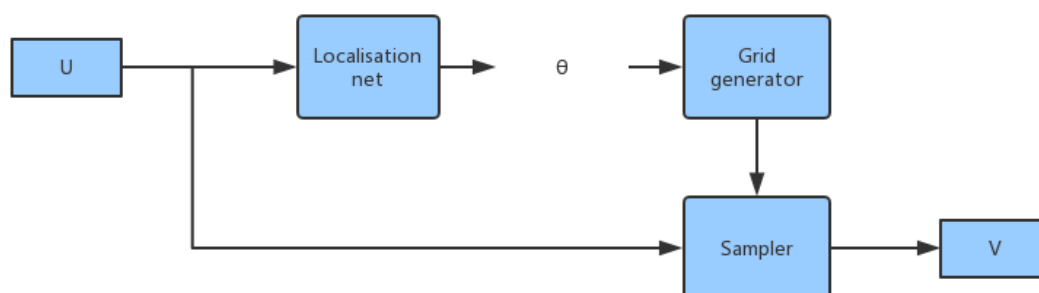 U
Localisation
net
θ
Grid
generator
Sampler
V